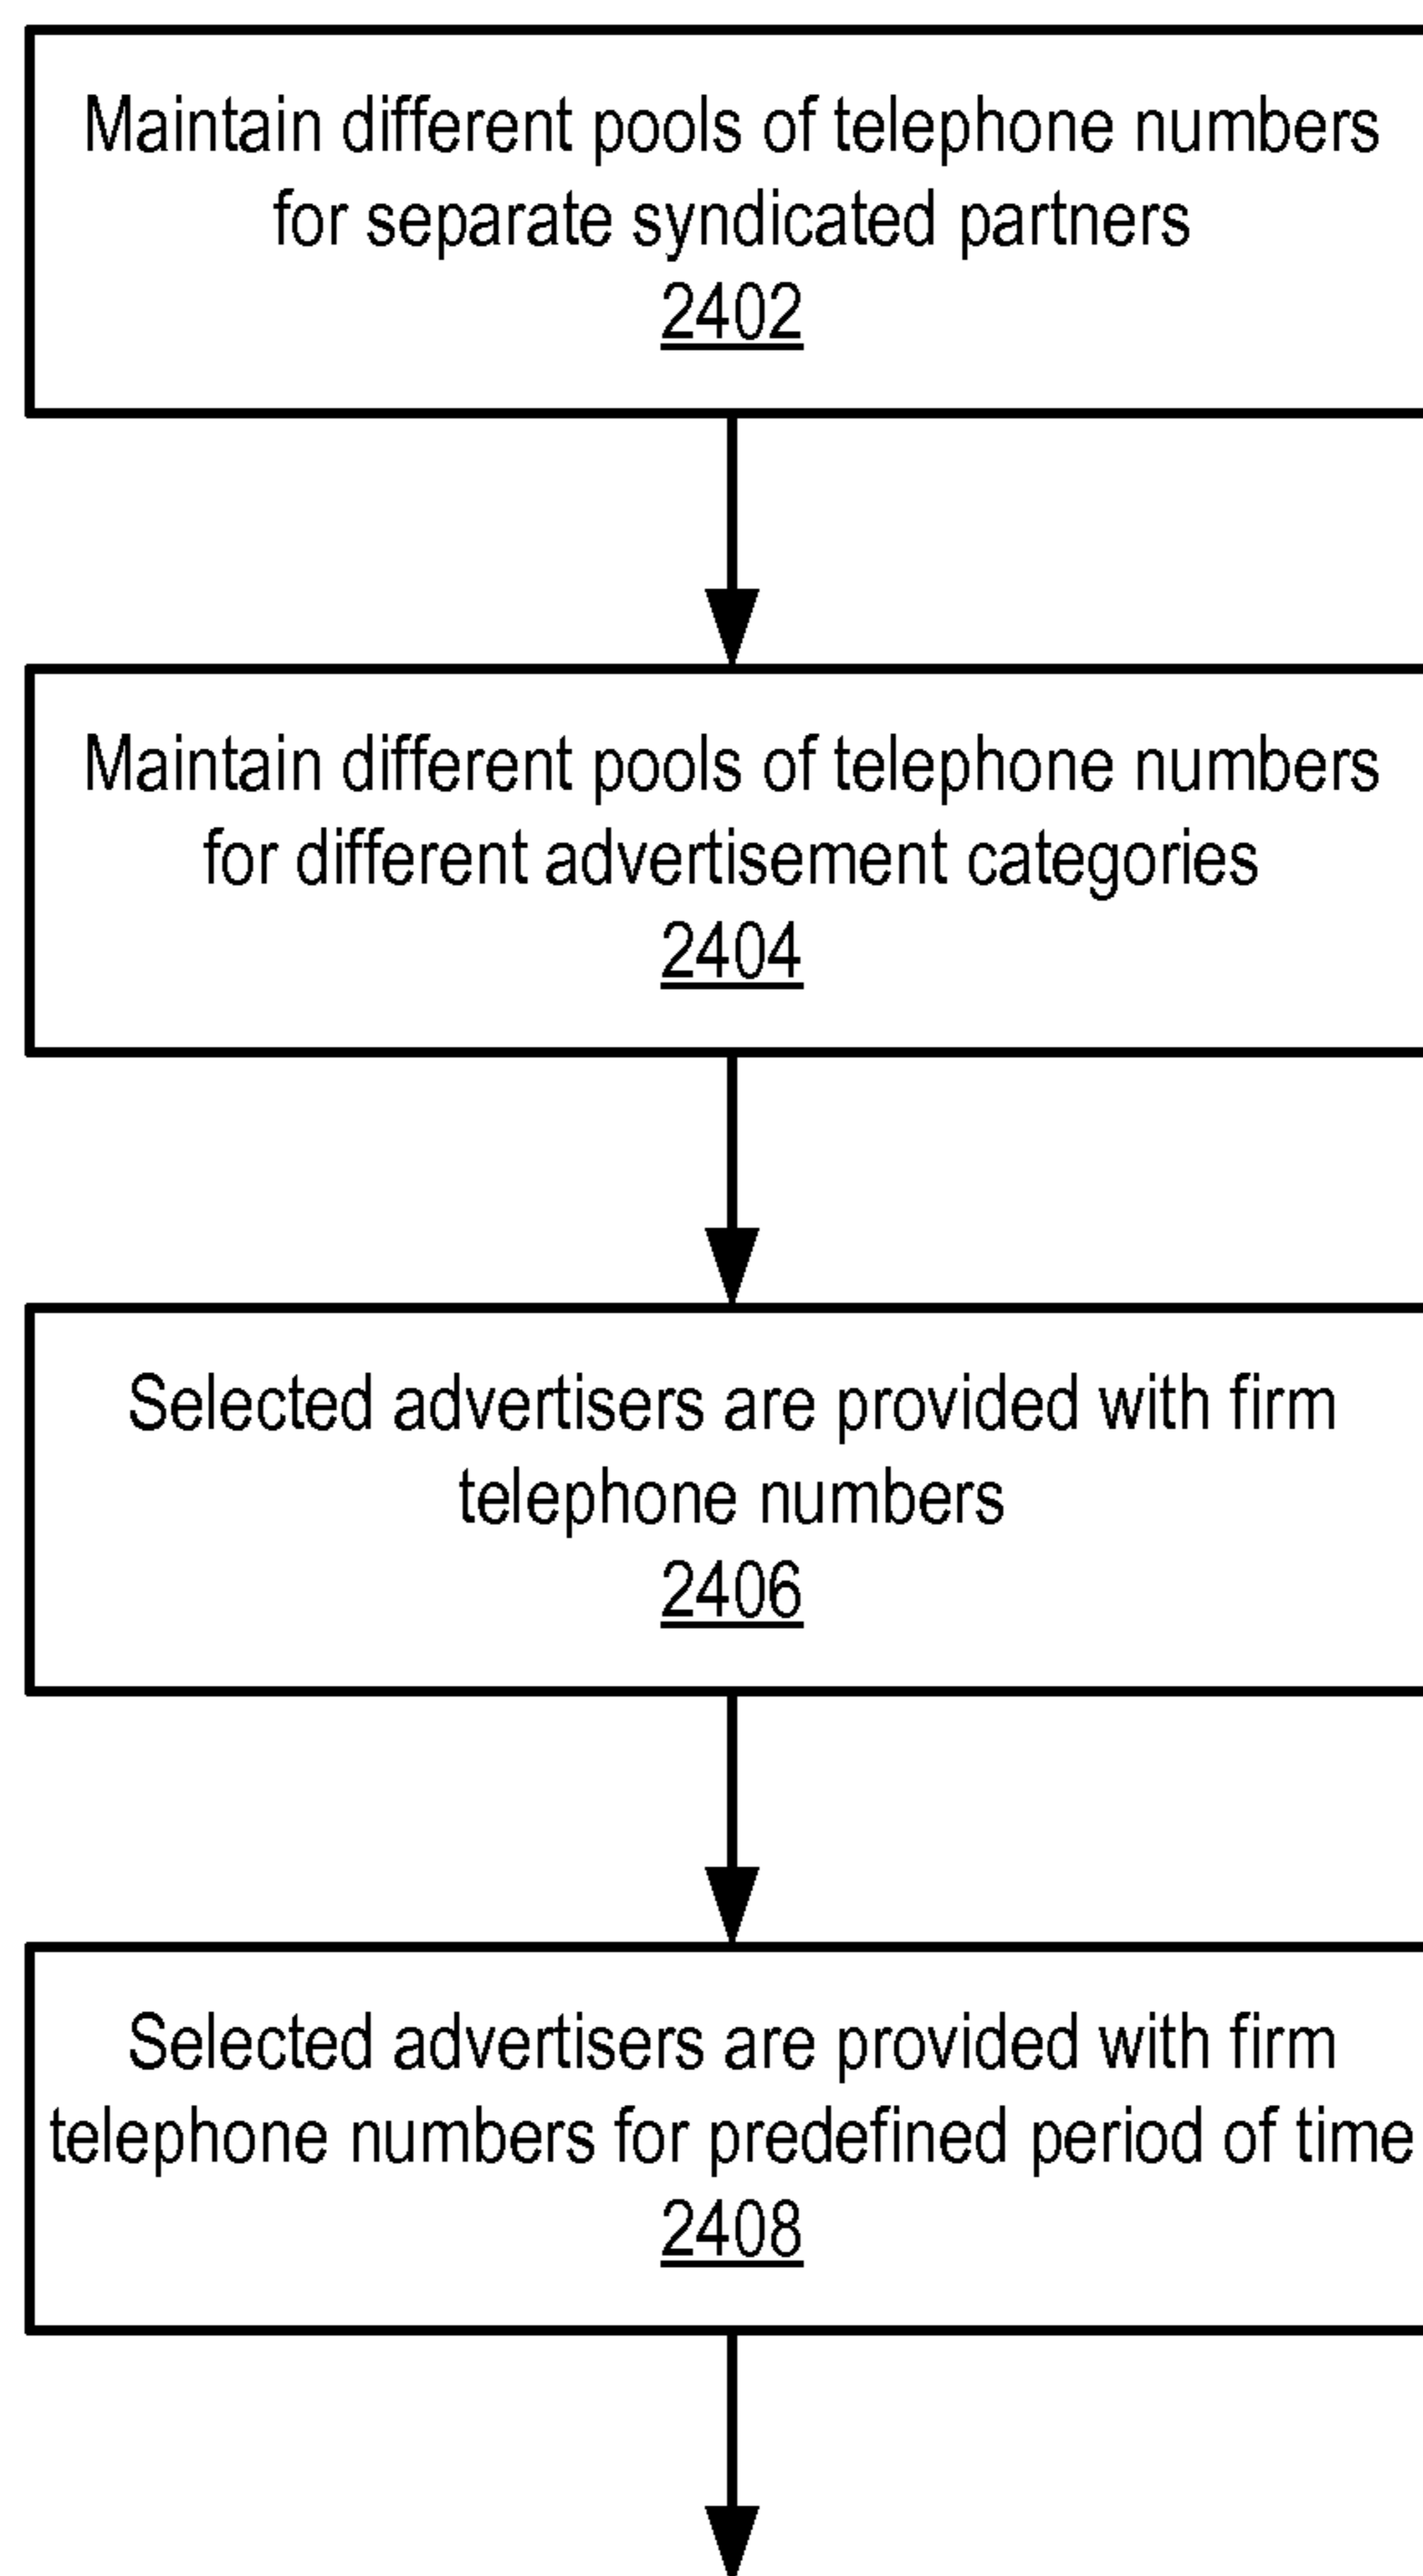 Maintain different pools of telephone numbers
for separate syndicated partners
2402
Maintain different pools of telephone numbers
for different advertisement categories
2404
Selected advertisers are provided with firm
telephone numbers
2406
Selected advertisers are provided with firm
telephone numbers for predefined period of time
2408